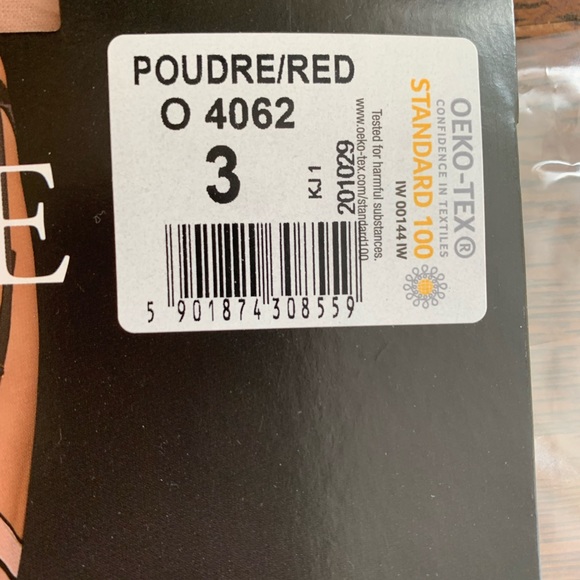 POUDRE/RED
O 4062
3
KJ 1
201029
Tested for harmful substances.
www.oeko-tex.com/standard100
OEKO-TEX®
CONFIDENCE IN TEXTILES
STANDARD 100
IW 00144 IW
5 901874 308559
E